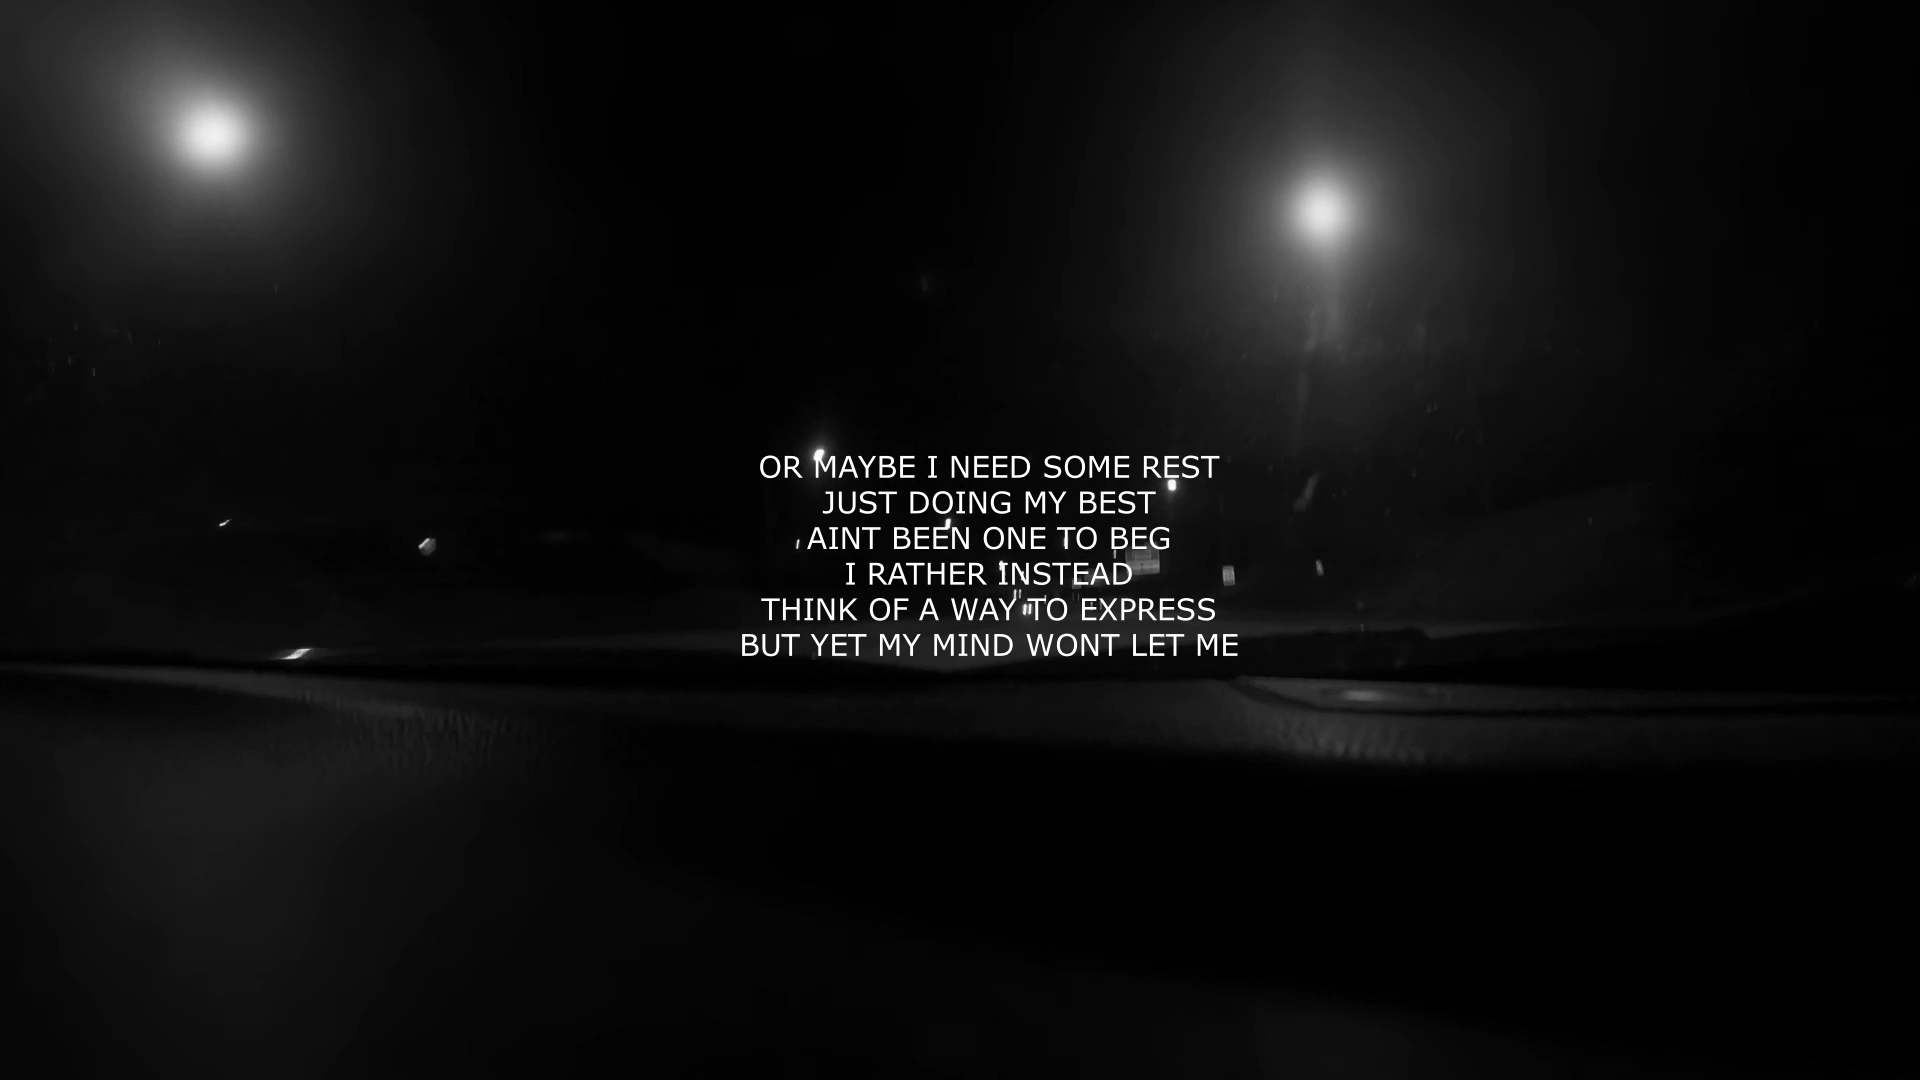 OR MAYBE I NEED SOME REST
JUST DOING MY BEST
AINT BEEN ONE TO BEG
I RATHER INSTEAD
THINK OF A WAY TO EXPRESS
BUT YET MY MIND WONT LET ME